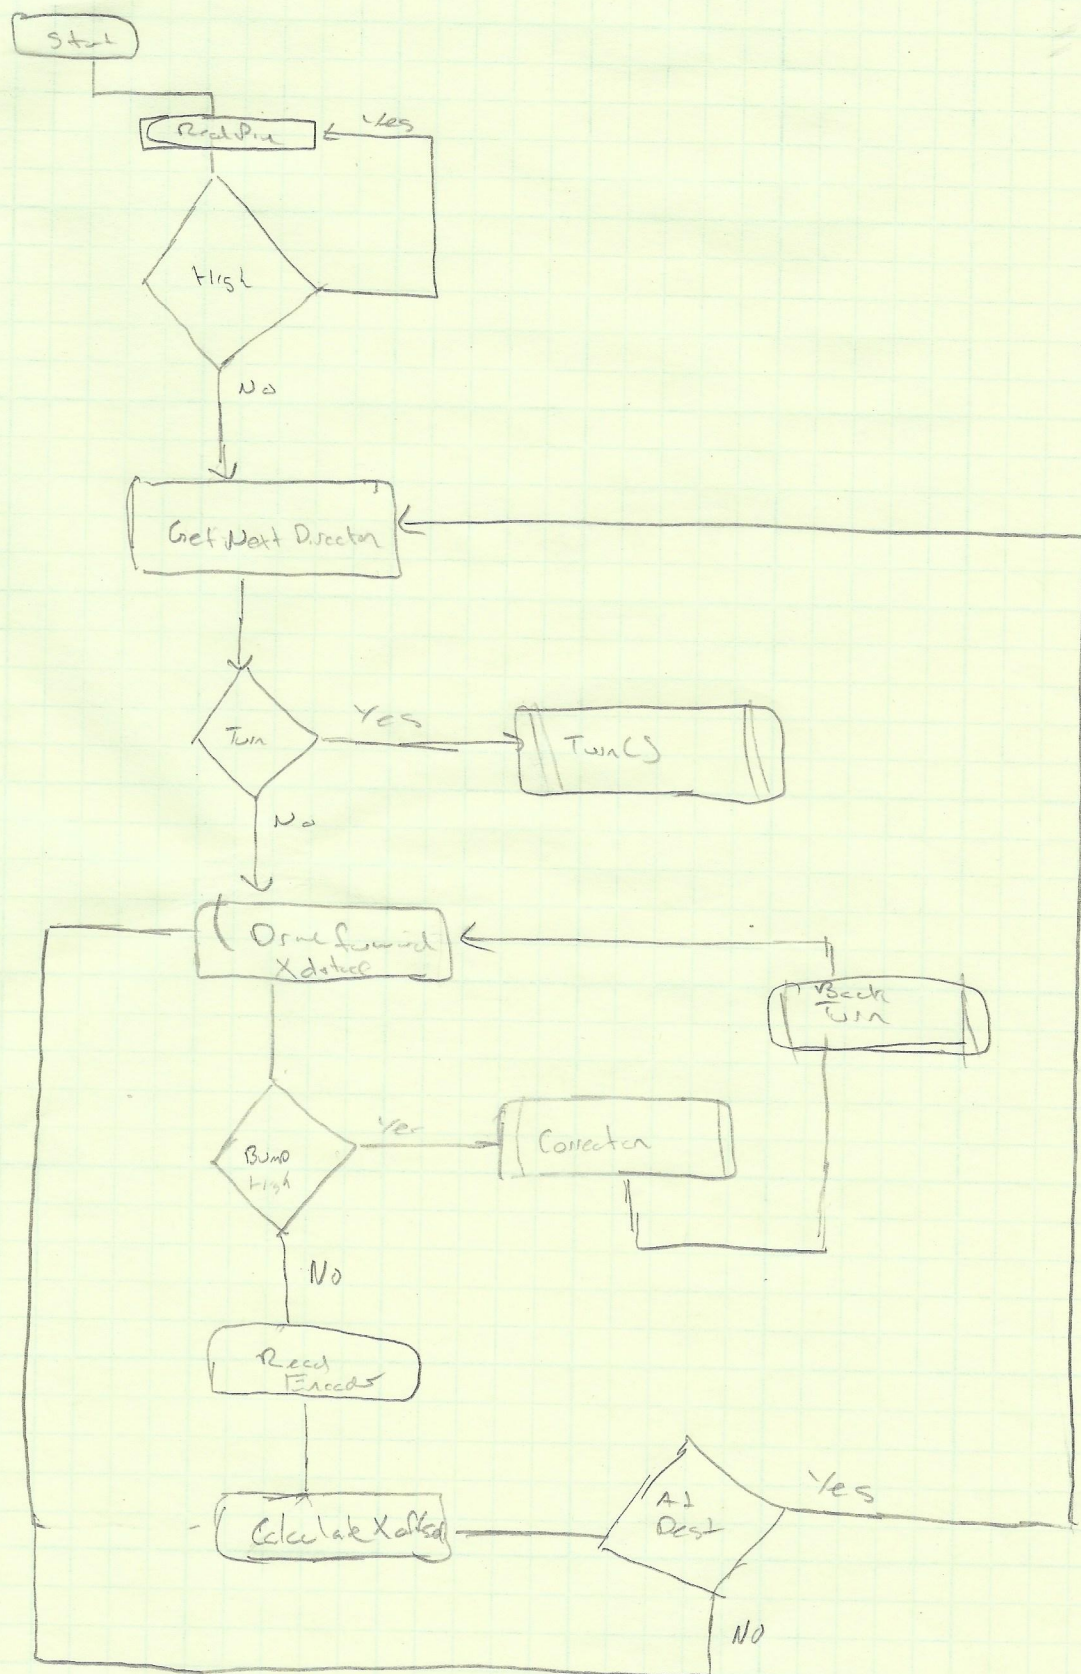 Start
Read Pin
Yes
High
No
Get Next Direction
Turn
Yes
Turn()
No
Drive forward
X distance
Back
Turn
Bump
High
Yes
Correction
No
Read
Encoder
Calculate X
At
Dest
Yes
No